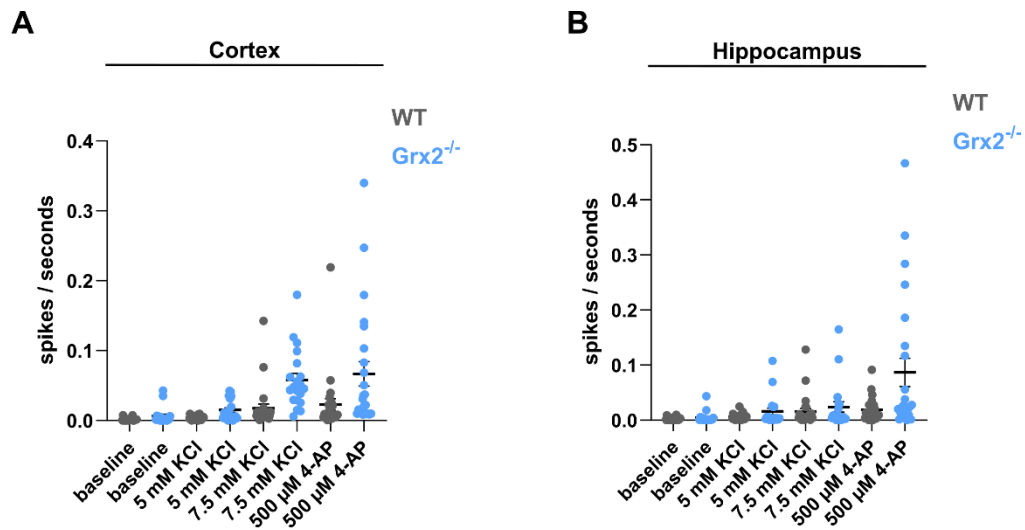 A
Cortex
WT
Grx2-/-
0.4
0.3
0.2
0.1
0.0
spikes / seconds
baseline
baseline
5 mM KCl
5 mM KCl
7.5 mM KCl
7.5 mM KCl
500 µM 4-AP
500 µM 4-AP
B
Hippocampus
WT
Grx2-/-
0.5
0.4
0.3
0.2
0.1
0.0
spikes / seconds
baseline
baseline
5 mM KCl
5 mM KCl
7.5 mM KCl
7.5 mM KCl
500 µM 4-AP
500 µM 4-AP